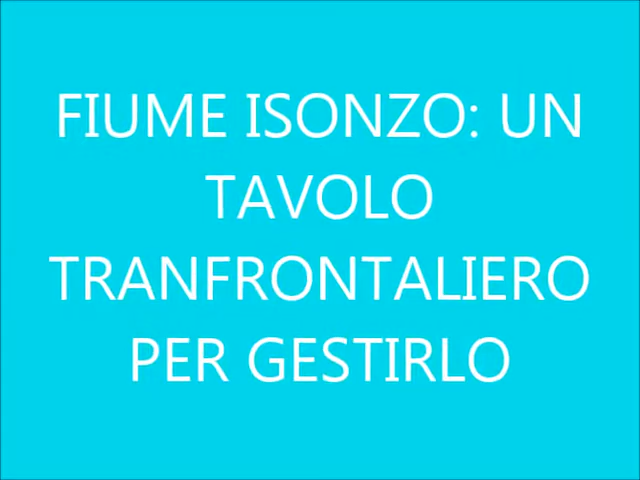 FIUME ISONZO: UN
TAVOLO
TRANFRONTALIERO
PER GESTIRLO